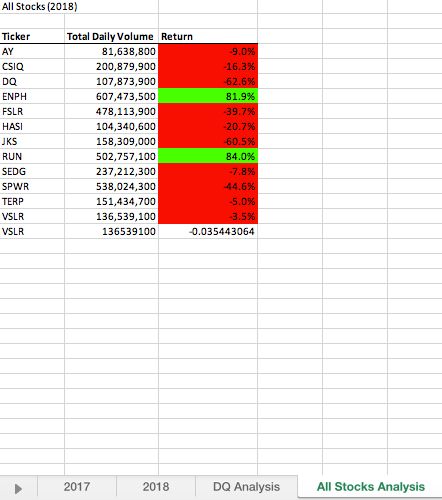 All Stocks (2018)
Ticker Total Daily Volume Return
AY 81,638,800 -9.0%
CSIQ 200,879,900 -16.3%
DQ 107,873,900 -62.6%
ENPH 607,473,500 81.9%
FSLR 478,113,900 -39.7%
HASI 104,340,600 -20.7%
JKS 158,309,000 -60.5%
RUN 502,757,100 84.0%
SEDG 237,212,300 -7.8%
SPWR 538,024,300 -44.6%
TERP 151,434,700 -5.0%
VSLR 136,539,100 -3.5%
VSLR 136539100 -0.035443064
2017 2018 DQ Analysis All Stocks Analysis